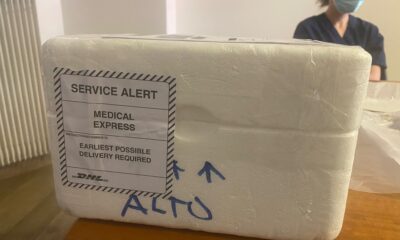 SERVICE ALERT
MEDICAL
EXPRESS
EARLIEST POSSIBLE
DELIVERY REQUIRED
DHL
ALTO